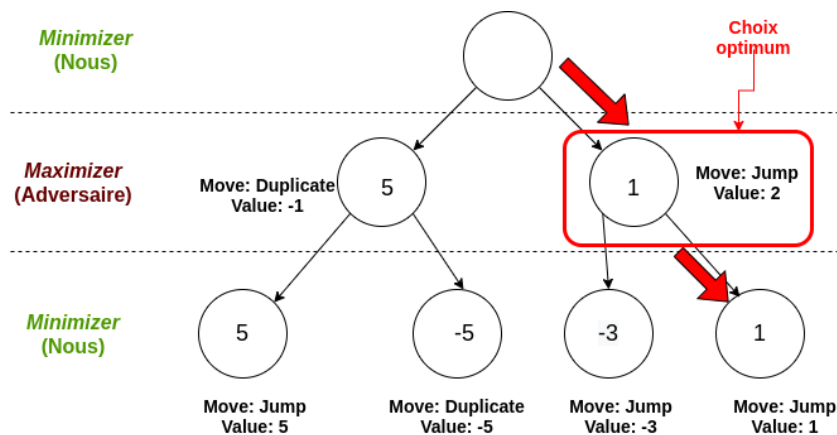 Minimizer
(Nous)
Choix
optimum
Maximizer
(Adversaire)
Move: Duplicate
Value: -1
5
1
Move: Jump
Value: 2
Minimizer
(Nous)
5
-5
-3
1
Move: Jump
Value: 5
Move: Duplicate
Value: -5
Move: Jump
Value: -3
Move: Jump
Value: 1